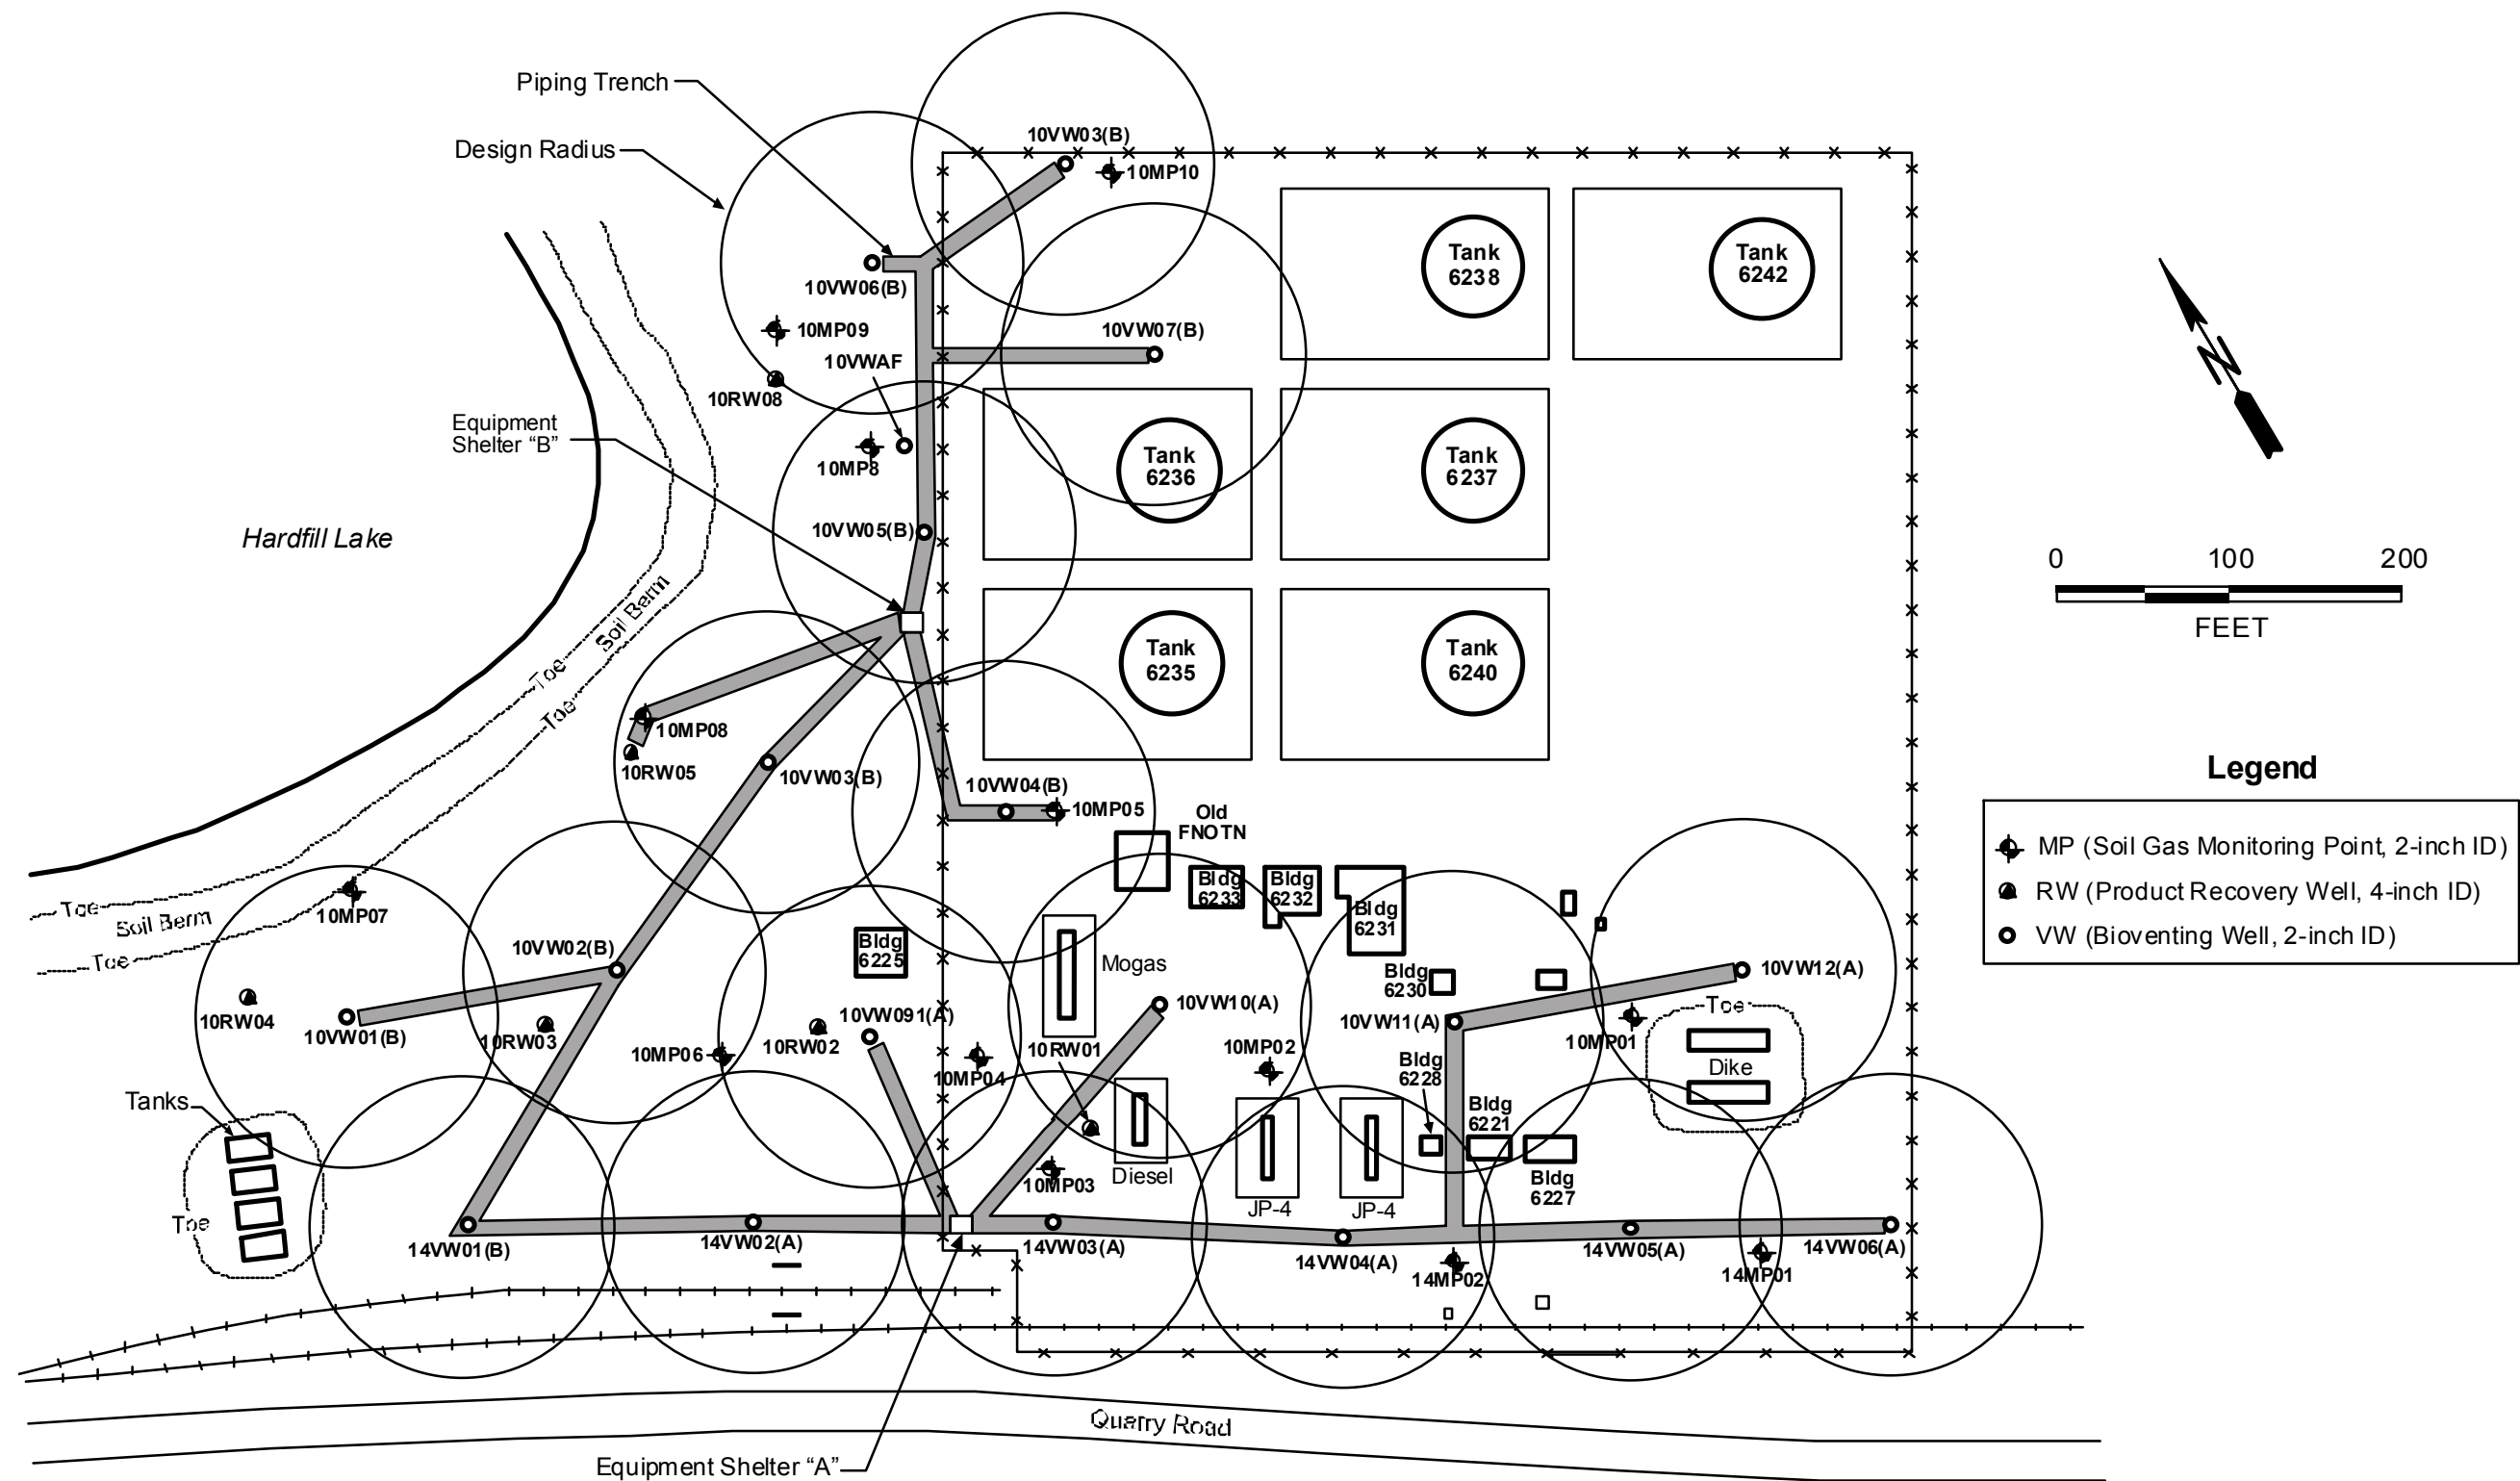 Piping Trench
Design Radius
10VW03(B)
10MP10
10VW06(B)
10MP09
10VWAF
10VW07(B)
10RW08
Equipment
Shelter “B”
10MP8
10VW05(B)
Hardfill Lake
Tank
6238
Tank
6242
Tank
6236
Tank
6237
Tank
6235
Tank
6240
0 100 200
FEET
Soil Berm
Toe
Toe
10MP08
10RW05
10VW03(B)
10VW04(B)
10MP05
Old
FNOTN
Legend
MP (Soil Gas Monitoring Point, 2-inch ID)
RW (Product Recovery Well, 4-inch ID)
VW (Bioventing Well, 2-inch ID)
Bldg
6233
Bldg
6232
Bldg
6231
Toe
Soil Berm
Toe
10MP07
10VW02(B)
Bldg
6225
Mogas
Bldg
6230
10VW12(A)
10RW04
10VW01(B)
10RW03
10MP06
10RW02
10VW091(A)
10MP04
10RW01
10VW10(A)
10MP02
10VW11(A)
10MP01
Toe
Dike
Bldg
6228
Bldg
6221
Bldg
6227
Tanks
Toe
10MP03
Diesel
JP-4
JP-4
14VW01(B)
14VW02(A)
14VW03(A)
14VW04(A)
14MP02
14VW05(A)
14MP01
14VW06(A)
Quarry Road
Equipment Shelter “A”